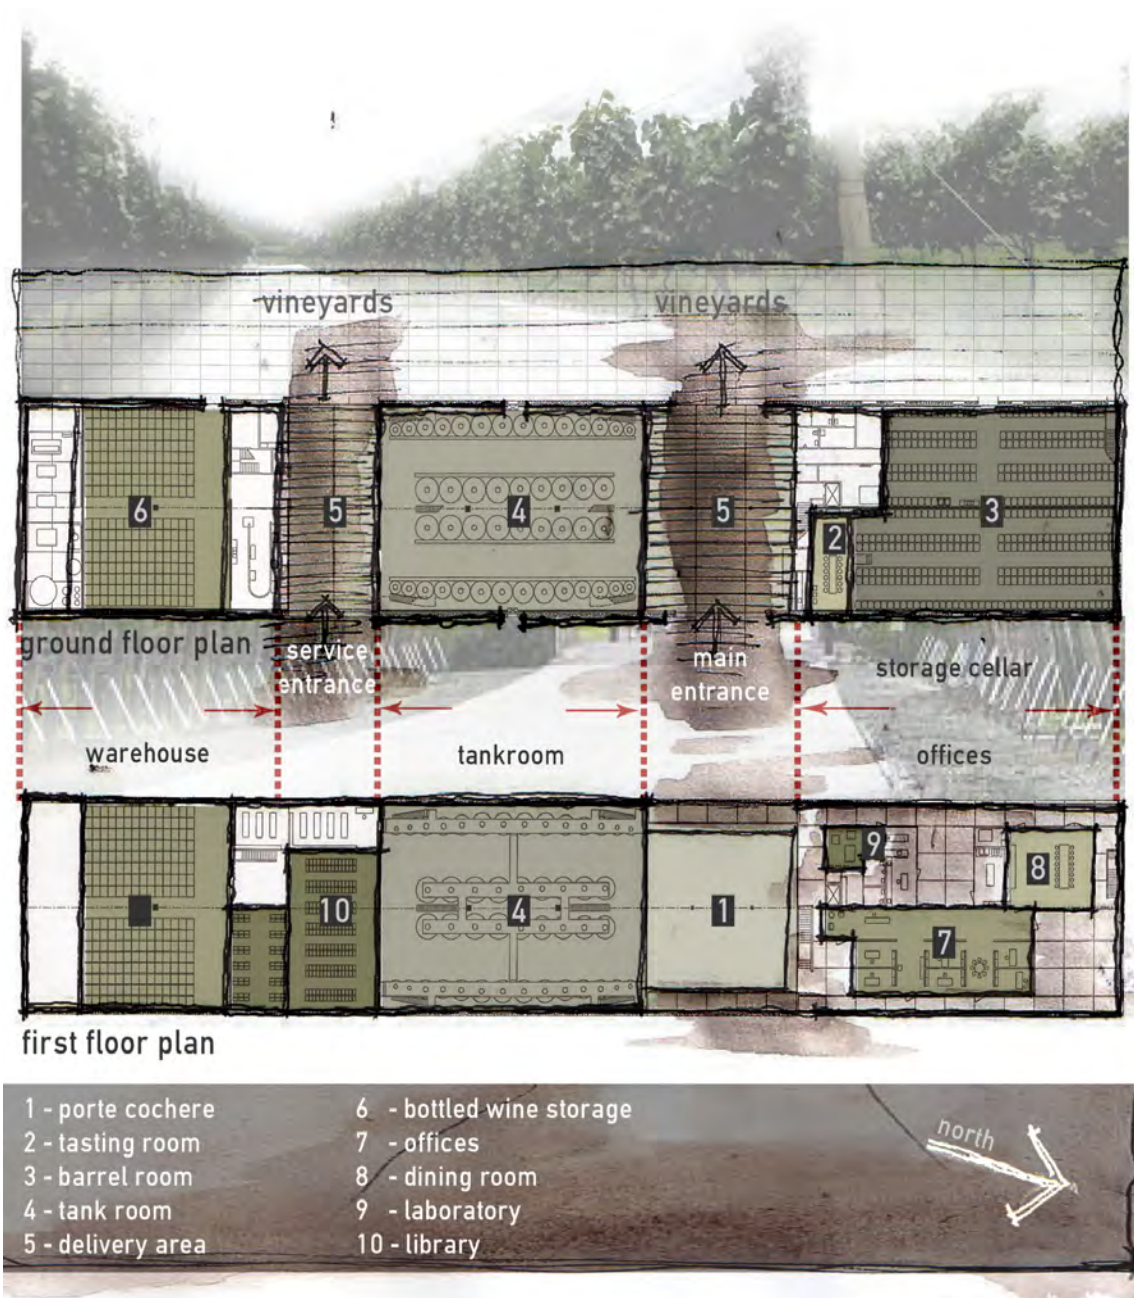 vineyards vineyards
6 5 4 5 2 3
ground floor plan
service
entrance
main
entrance
storage cellar
warehouse tankroom offices
10 4 1 9 7 8
first floor plan
1 - porte cochere
2 - tasting room
3 - barrel room
4 - tank room
5 - delivery area
6 - bottled wine storage
7 - offices
8 - dining room
9 - laboratory
10 - library
north